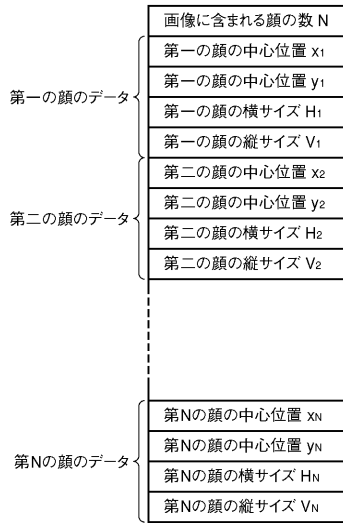 画像に含まれる顔の数 N
第一の顔のデータ
第一の顔の中心位置 x1
第一の顔の中心位置 y1
第一の顔の横サイズ H1
第一の顔の縦サイズ V1
第二の顔のデータ
第二の顔の中心位置 x2
第二の顔の中心位置 y2
第二の顔の横サイズ H2
第二の顔の縦サイズ V2
第Nの顔のデータ
第Nの顔の中心位置 xN
第Nの顔の中心位置 yN
第Nの顔の横サイズ HN
第Nの顔の縦サイズ VN